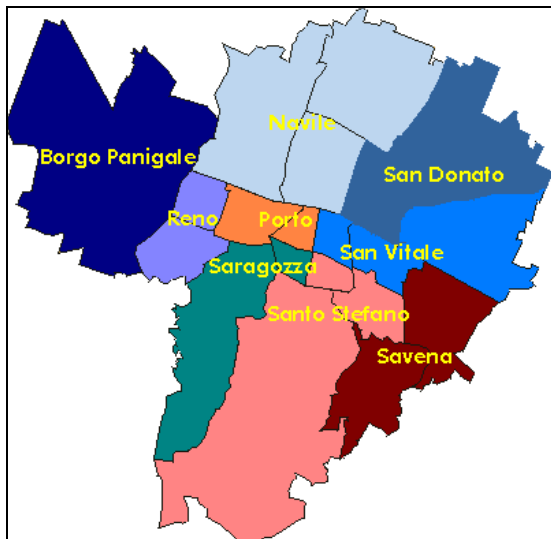 Navile
Borgo Panigale
San Donato
Reno
Porto
San Vitale
Saragozza
Santo Stefano
Savena